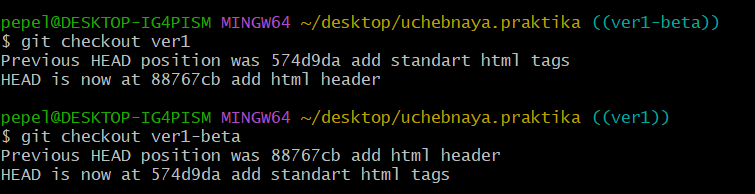 pepel@DESKTOP-IG4PISM MINGW64 ~/desktop/uchebnaya.praktika ((ver1-beta))
$ git checkout ver1
Previous HEAD position was 574d9da add standart html tags
HEAD is now at 88767cb add html header
pepel@DESKTOP-IG4PISM MINGW64 ~/desktop/uchebnaya.praktika ((ver1))
$ git checkout ver1-beta
Previous HEAD position was 88767cb add html header
HEAD is now at 574d9da add standart html tags